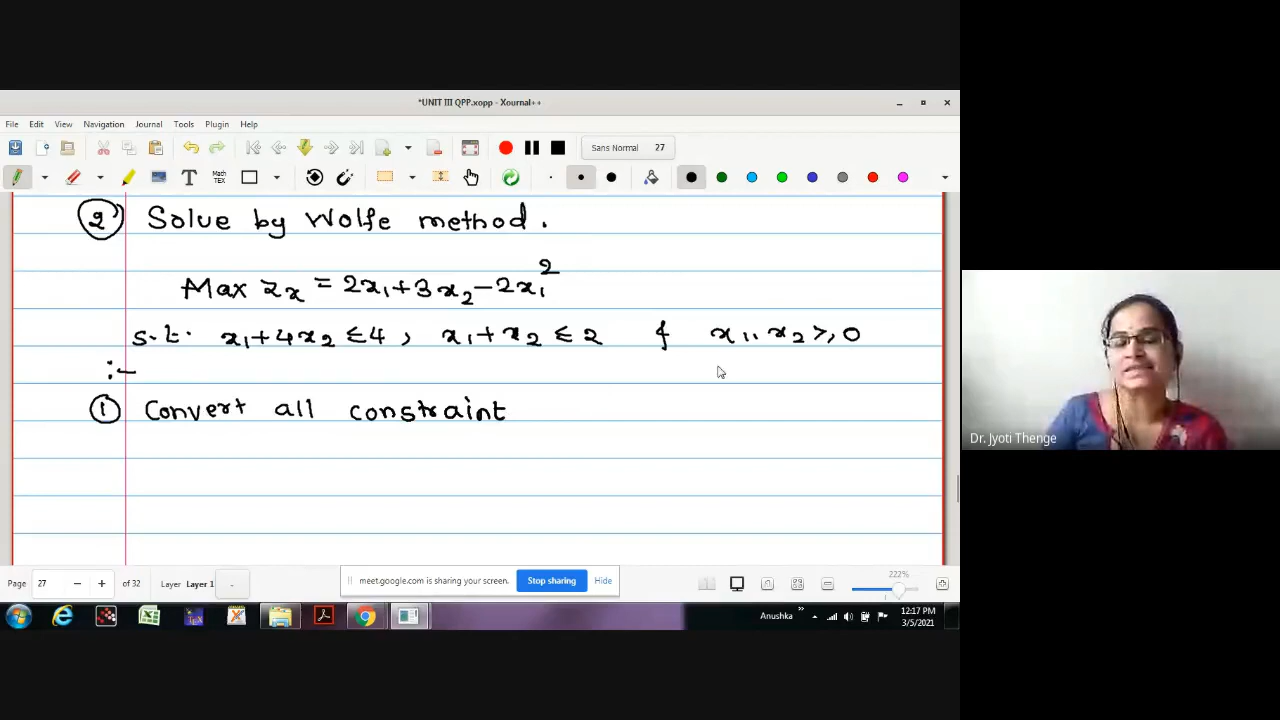 *UNIT III QPP.xopp - Xournal++
File Edit View Navigation Journal Tools Plugin Help
Sans Normal 27
② Solve by Wolfe method.
Max Zx = 2x₁+3x₂-2x₁²
s.t. x₁+4x₂ ≤4, x₁+x₂ ≤ 2 & x₁, x₂ ≥, 0
:-
① Convert all constraint
Dr. Jyoti Thenge
Page 27 of 32 Layer Layer 1
meet.google.com is sharing your screen. Stop sharing Hide
222%
Anushka
12:17 PM
3/5/2021